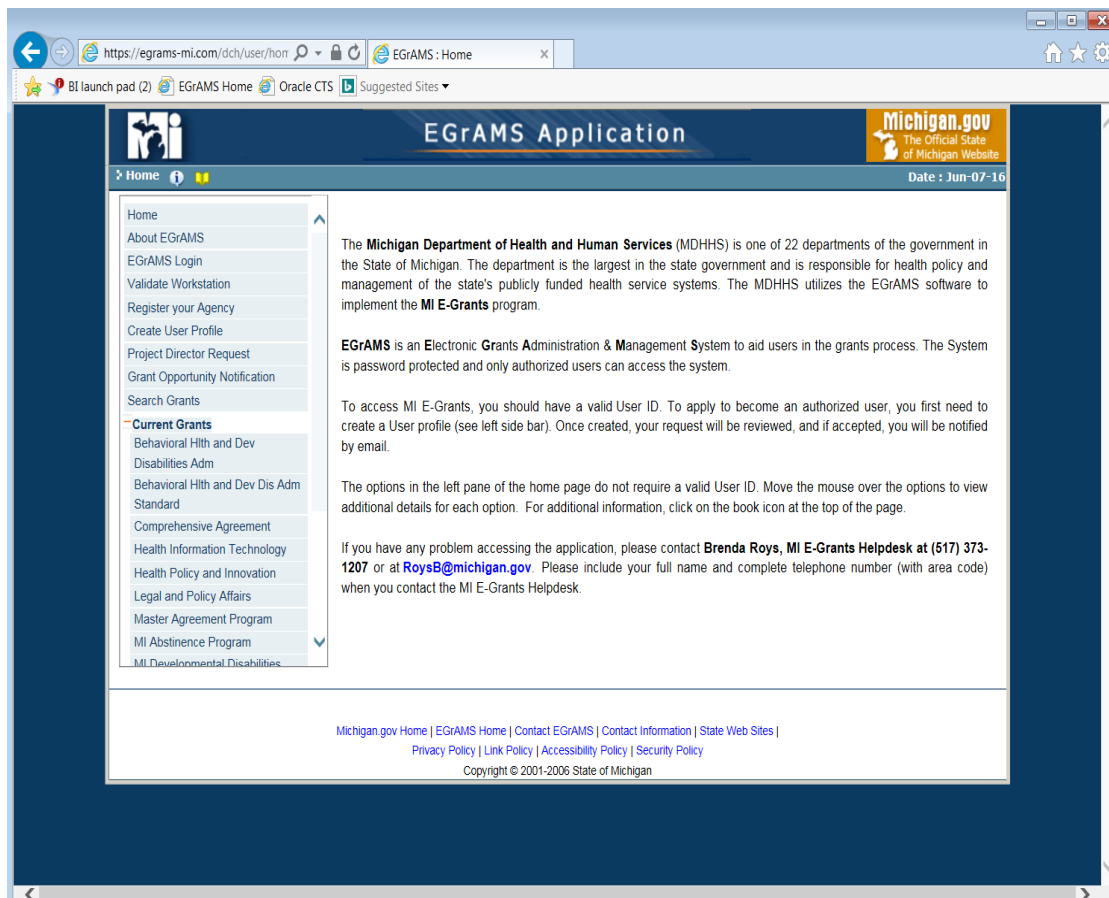 https://egrams-mi.com/dch/user/hom
EGrAMS : Home
BI launch pad (2) EGrAMS Home Oracle CTS Suggested Sites
Mi
EGrAMS Application
Michigan.gov
The Official State
of Michigan Website
Home
Date : Jun-07-16
Home
About EGrAMS
EGrAMS Login
Validate Workstation
Register your Agency
Create User Profile
Project Director Request
Grant Opportunity Notification
Search Grants
Current Grants
Behavioral Hlth and Dev
Disabilities Adm
Behavioral Hlth and Dev Dis Adm
Standard
Comprehensive Agreement
Health Information Technology
Health Policy and Innovation
Legal and Policy Affairs
Master Agreement Program
MI Abstinence Program
MI Developmental Disabilities
The Michigan Department of Health and Human Services (MDHHS) is one of 22 departments of the government in
the State of Michigan. The department is the largest in the state government and is responsible for health policy and
management of the state's publicly funded health service systems. The MDHHS utilizes the EGrAMS software to
implement the MI E-Grants program.
EGrAMS is an Electronic Grants Administration & Management System to aid users in the grants process. The System
is password protected and only authorized users can access the system.
To access MI E-Grants, you should have a valid User ID. To apply to become an authorized user, you first need to
create a User profile (see left side bar). Once created, your request will be reviewed, and if accepted, you will be notified
by email.
The options in the left pane of the home page do not require a valid User ID. Move the mouse over the options to view
additional details for each option. For additional information, click on the book icon at the top of the page.
If you have any problem accessing the application, please contact Brenda Roys, MI E-Grants Helpdesk at (517) 373-
1207 or at RoysB@michigan.gov. Please include your full name and complete telephone number (with area code)
when you contact the MI E-Grants Helpdesk.
Michigan.gov Home | EGrAMS Home | Contact EGrAMS | Contact Information | State Web Sites |
Privacy Policy | Link Policy | Accessibility Policy | Security Policy
Copyright © 2001-2006 State of Michigan